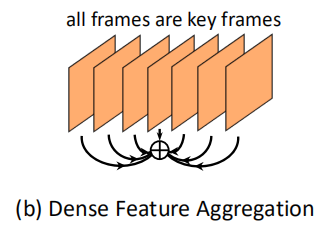 all frames are key frames
(b) Dense Feature Aggregation